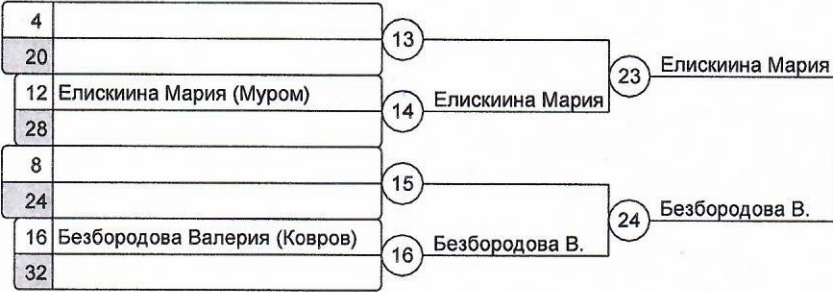 4
13
20
23 Елискиина Мария
12 Елискиина Мария (Муром)
14 Елискиина Мария
28
8
15
24
24 Безбородова В.
16 Безбородова Валерия (Ковров)
16 Безбородова В.
32